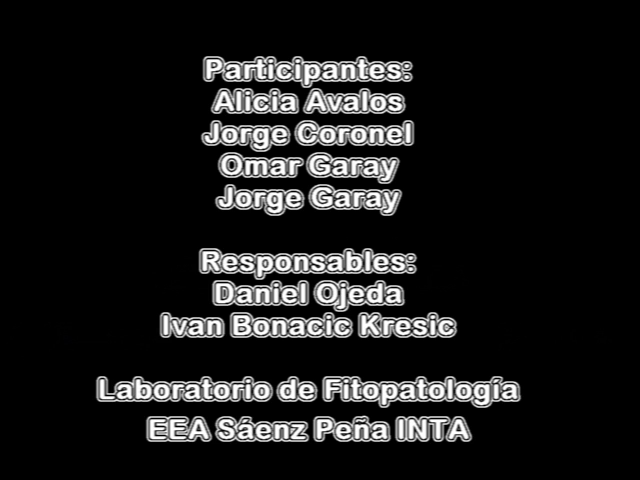 Participantes:
Alicia Avalos
Jorge Coronel
Omar Garay
Jorge Garay
Responsables:
Daniel Ojeda
Ivan Bonacic Kresic
Laboratorio de Fitopatología
EEA Sáenz Peña INTA